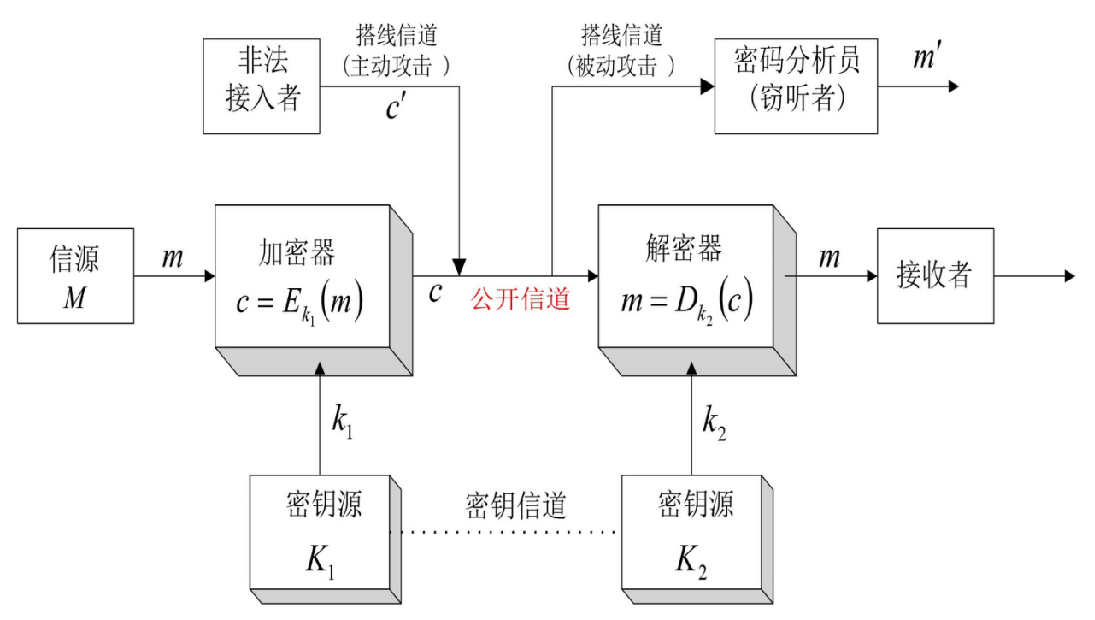 非法
接入者
搭线信道
(主动攻击 )
c′
搭线信道
(被动攻击 )
密码分析员
(窃听者)
m′
信源
M
m
加密器
c = E_{k_1}(m)
c
公开信道
解密器
m = D_{k_2}(c)
m
接收者
k_1
k_2
密钥源
K_1
密钥信道
密钥源
K_2